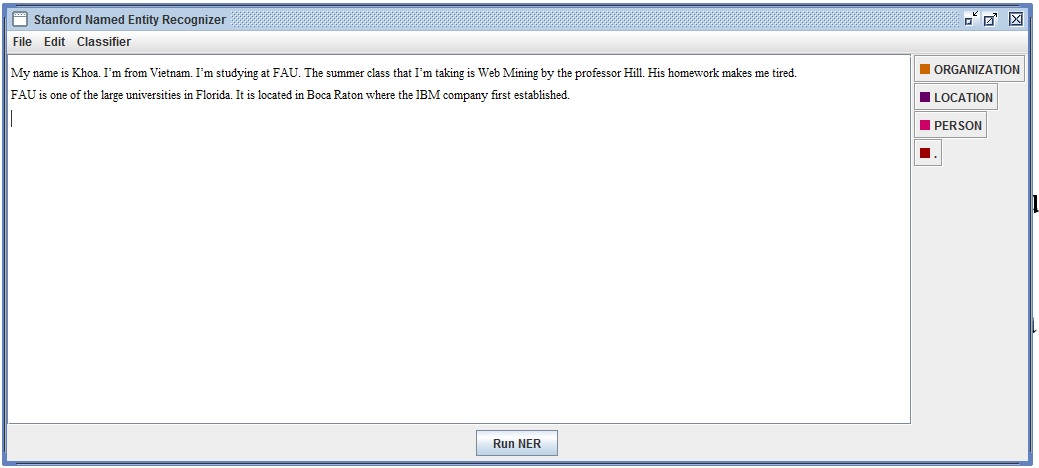 Stanford Named Entity Recognizer
File Edit Classifier
My name is Khoa. I’m from Vietnam. I’m studying at FAU. The summer class that I’m taking is Web Mining by the professor Hill. His homework makes me tired.
FAU is one of the large universities in Florida. It is located in Boca Raton where the IBM company first established.
ORGANIZATION
LOCATION
PERSON
.
Run NER